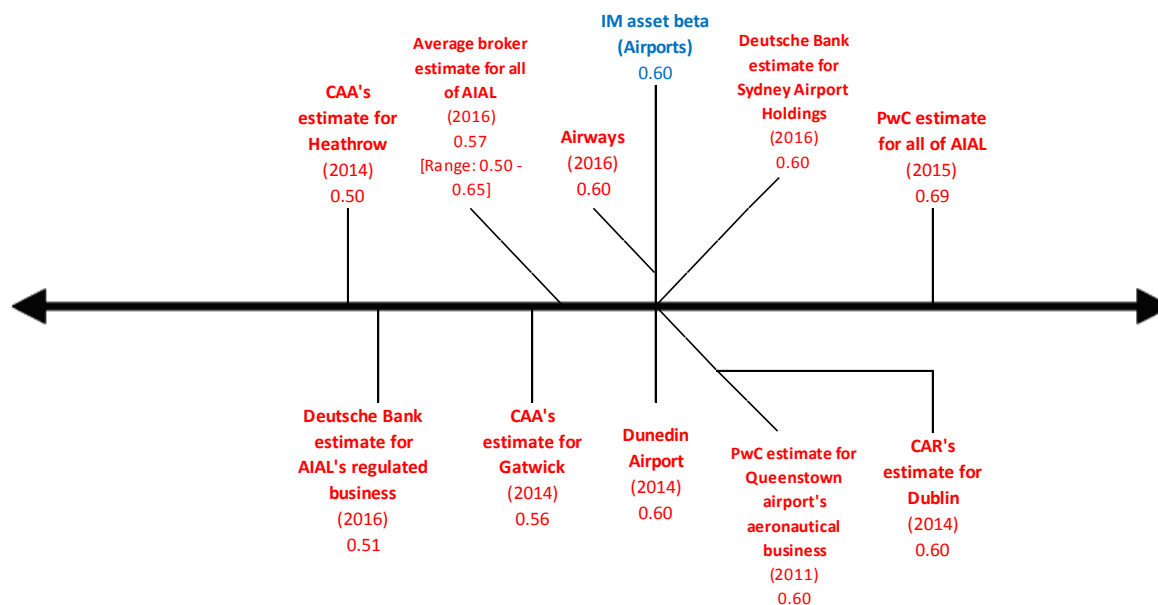 CAA's
estimate for
Heathrow
(2014)
0.50
Average broker
estimate for all
of AIAL
(2016)
0.57
[Range: 0.50 -
0.65]
Airways
(2016)
0.60
IM asset beta
(Airports)
0.60
Deutsche Bank
estimate for
Sydney Airport
Holdings
(2016)
0.60
PwC estimate
for all of AIAL
(2015)
0.69
Deutsche Bank
estimate for
AIAL's regulated
business
(2016)
0.51
CAA's
estimate for
Gatwick
(2014)
0.56
Dunedin
Airport
(2014)
0.60
PwC estimate for
Queenstown
airport's
aeronautical
business
(2011)
0.60
CAR's
estimate for
Dublin
(2014)
0.60